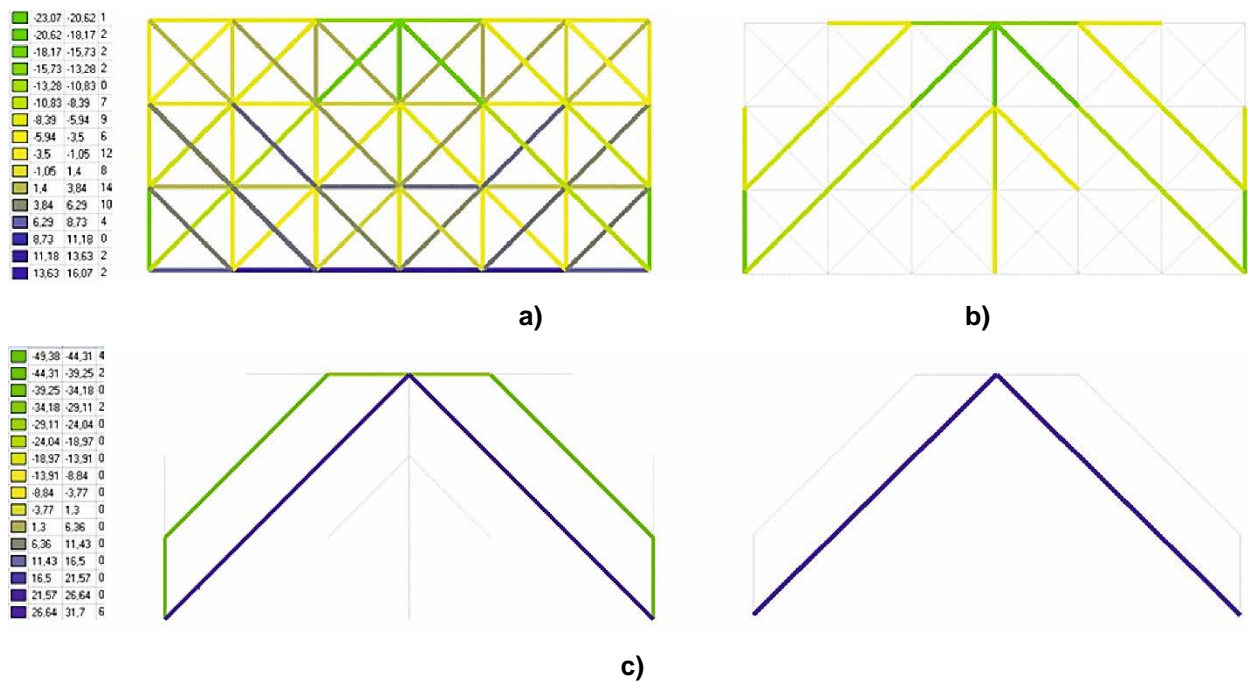 -23,07 -20,62 1
-20,62 -18,17 2
-18,17 -15,73 2
-15,73 -13,28 2
-13,28 -10,83 0
-10,83 -8,39 7
-8,39 -5,94 9
-5,94 -3,5 6
-3,5 -1,05 12
-1,05 1,4 8
1,4 3,84 14
3,84 6,29 10
6,29 8,73 4
8,73 11,18 0
11,18 13,63 2
13,63 16,07 2
a)
b)
-49,38 -44,31 4
-44,31 -39,25 2
-39,25 -34,18 0
-34,18 -29,11 2
-29,11 -24,04 0
-24,04 -18,97 0
-18,97 -13,91 0
-13,91 -8,84 0
-8,84 -3,77 0
-3,77 1,3 0
1,3 6,36 0
6,36 11,43 0
11,43 16,5 0
16,5 21,57 0
21,57 26,64 0
26,64 31,7 6
c)